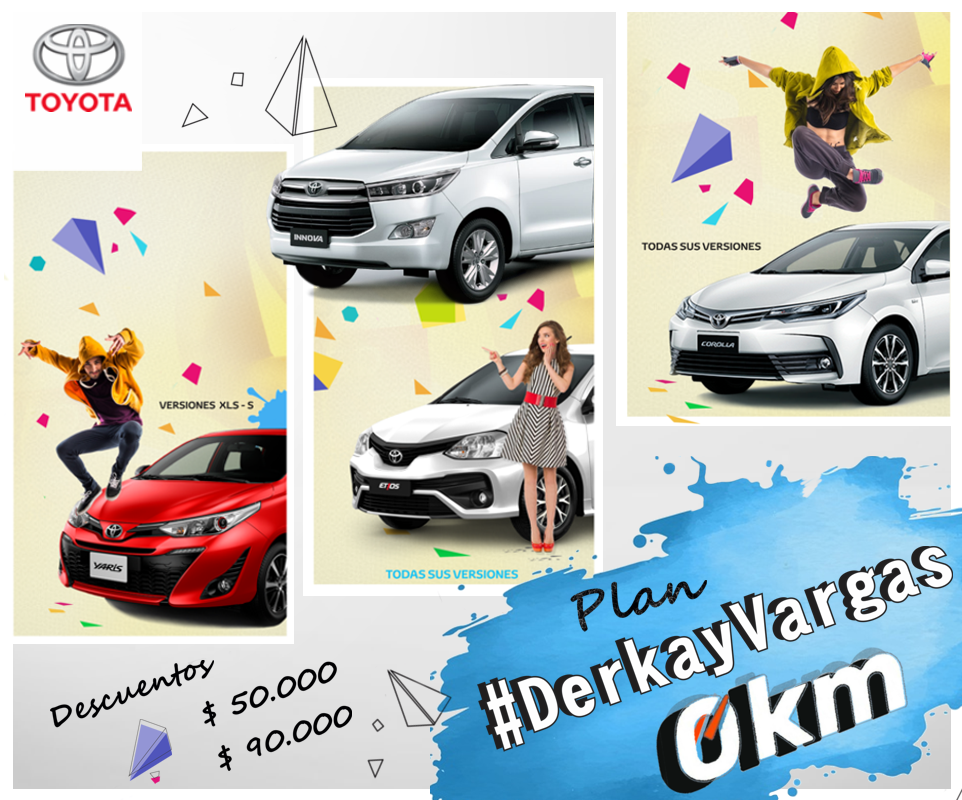 TOYOTA
INNOVA
TODAS SUS VERSIONES
COROLLA
VERSIONES XLS - S
YARiS
ETIOS
TODAS SUS VERSIONES
Plan
#DerkayVargas
0km
Descuentos
$ 50.000
$ 90.000